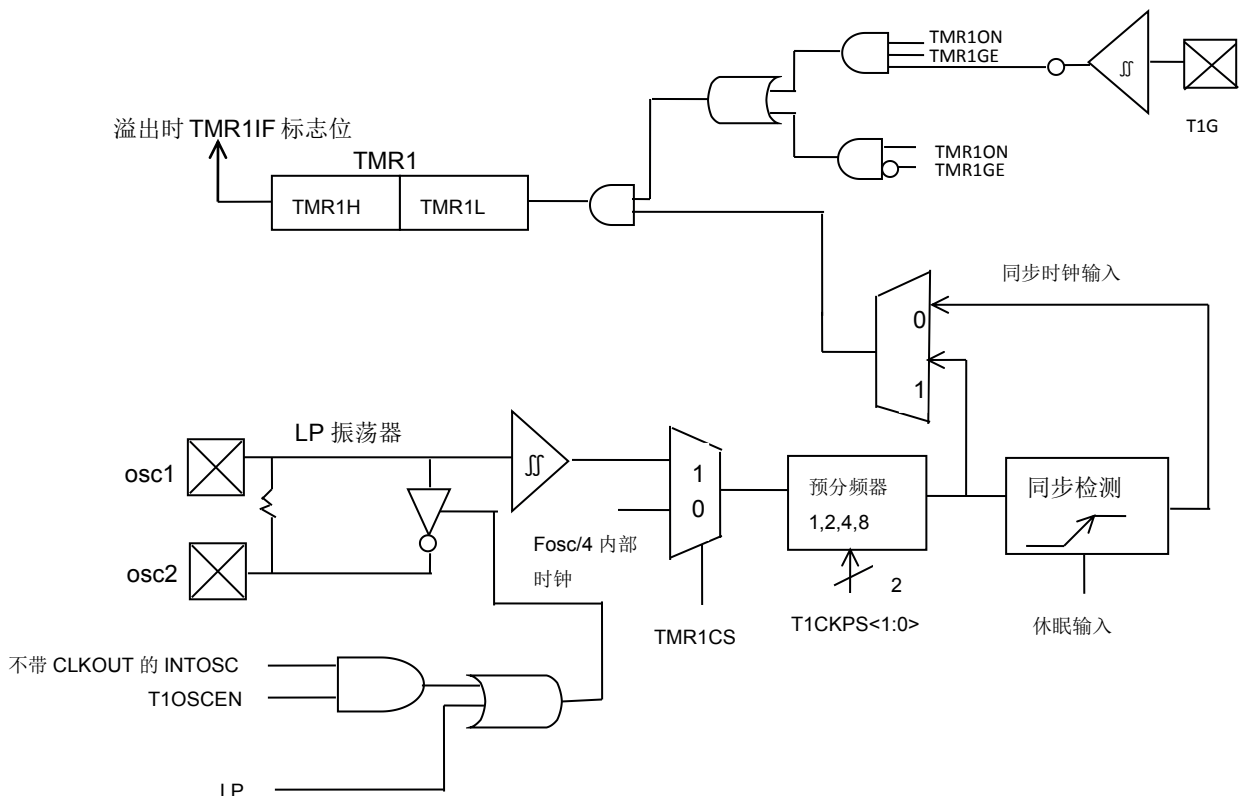 TMR1ON
TMR1GE
T1G
溢出时 TMR1IF 标志位
TMR1
TMR1ON
TMR1GE
TMR1H
TMR1L
同步时钟输入
0
1
LP 振荡器
osc1
1
0
预分频器
1,2,4,8
同步检测
Fosc/4 内部
时钟
osc2
2
TMR1CS
T1CKPS<1:0>
休眠输入
不带 CLKOUT 的 INTOSC
T1OSCEN
LP